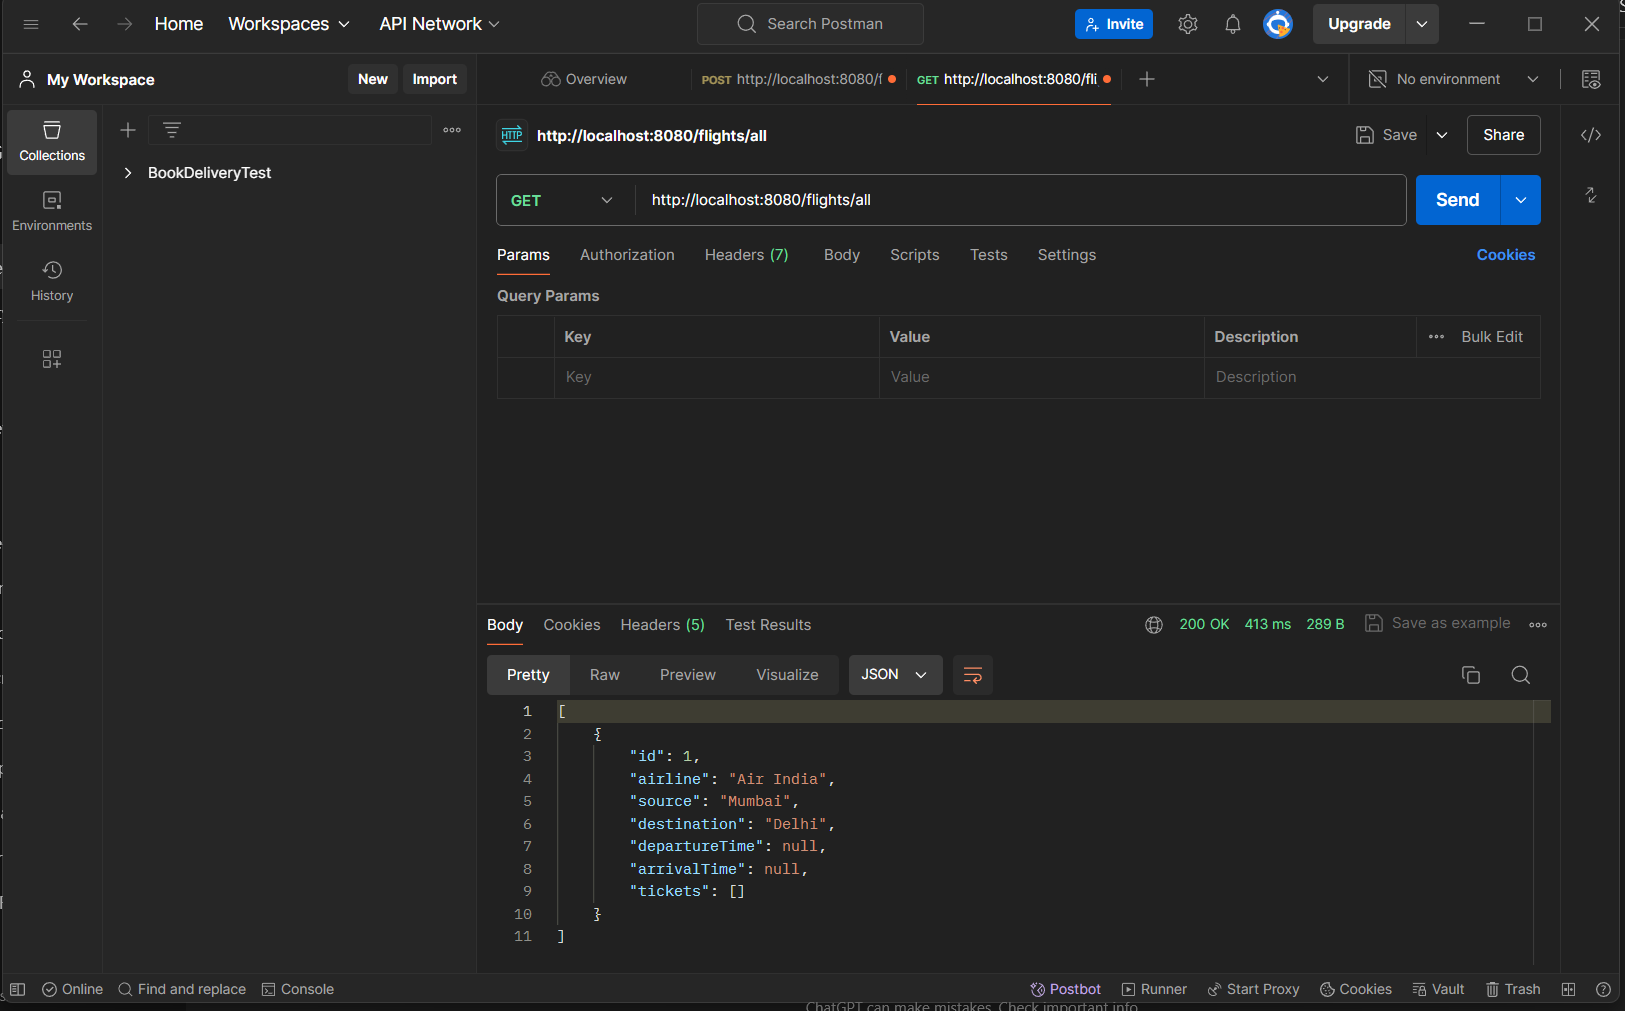 Home Workspaces API Network Search Postman Invite Upgrade
My Workspace New Import Overview POST http://localhost:8080/f GET http://localhost:8080/fli No environment
Collections
Environments
History
BookDeliveryTest
HTTP http://localhost:8080/flights/all Save Share
GET http://localhost:8080/flights/all Send
Params Authorization Headers (7) Body Scripts Tests Settings Cookies
Query Params
Key Value Description Bulk Edit
Key Value Description
Body Cookies Headers (5) Test Results 200 OK 413 ms 289 B Save as example
Pretty Raw Preview Visualize JSON
1 [
2 {
3 "id": 1,
4 "airline": "Air India",
5 "source": "Mumbai",
6 "destination": "Delhi",
7 "departureTime": null,
8 "arrivalTime": null,
9 "tickets": []
10 }
11 ]
Online Find and replace Console Postbot Runner Start Proxy Cookies Vault Trash
ChatGPT can make mistakes. Check important info.